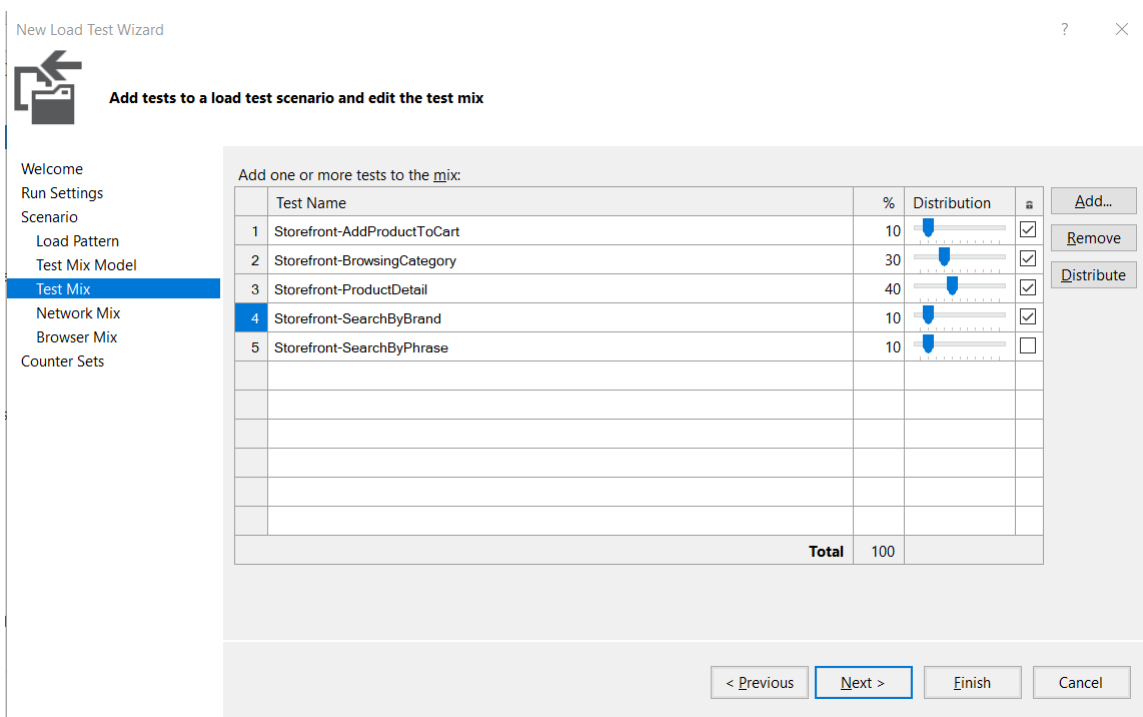 New Load Test Wizard
?
Add tests to a load test scenario and edit the test mix
Welcome
Run Settings
Scenario
Load Pattern
Test Mix Model
Test Mix
Network Mix
Browser Mix
Counter Sets
Add one or more tests to the mix:
Test Name % Distribution
1 Storefront-AddProductToCart 10
2 Storefront-BrowsingCategory 30
3 Storefront-ProductDetail 40
4 Storefront-SearchByBrand 10
5 Storefront-SearchByPhrase 10
Total 100
Add...
Remove
Distribute
< Previous Next > Finish Cancel